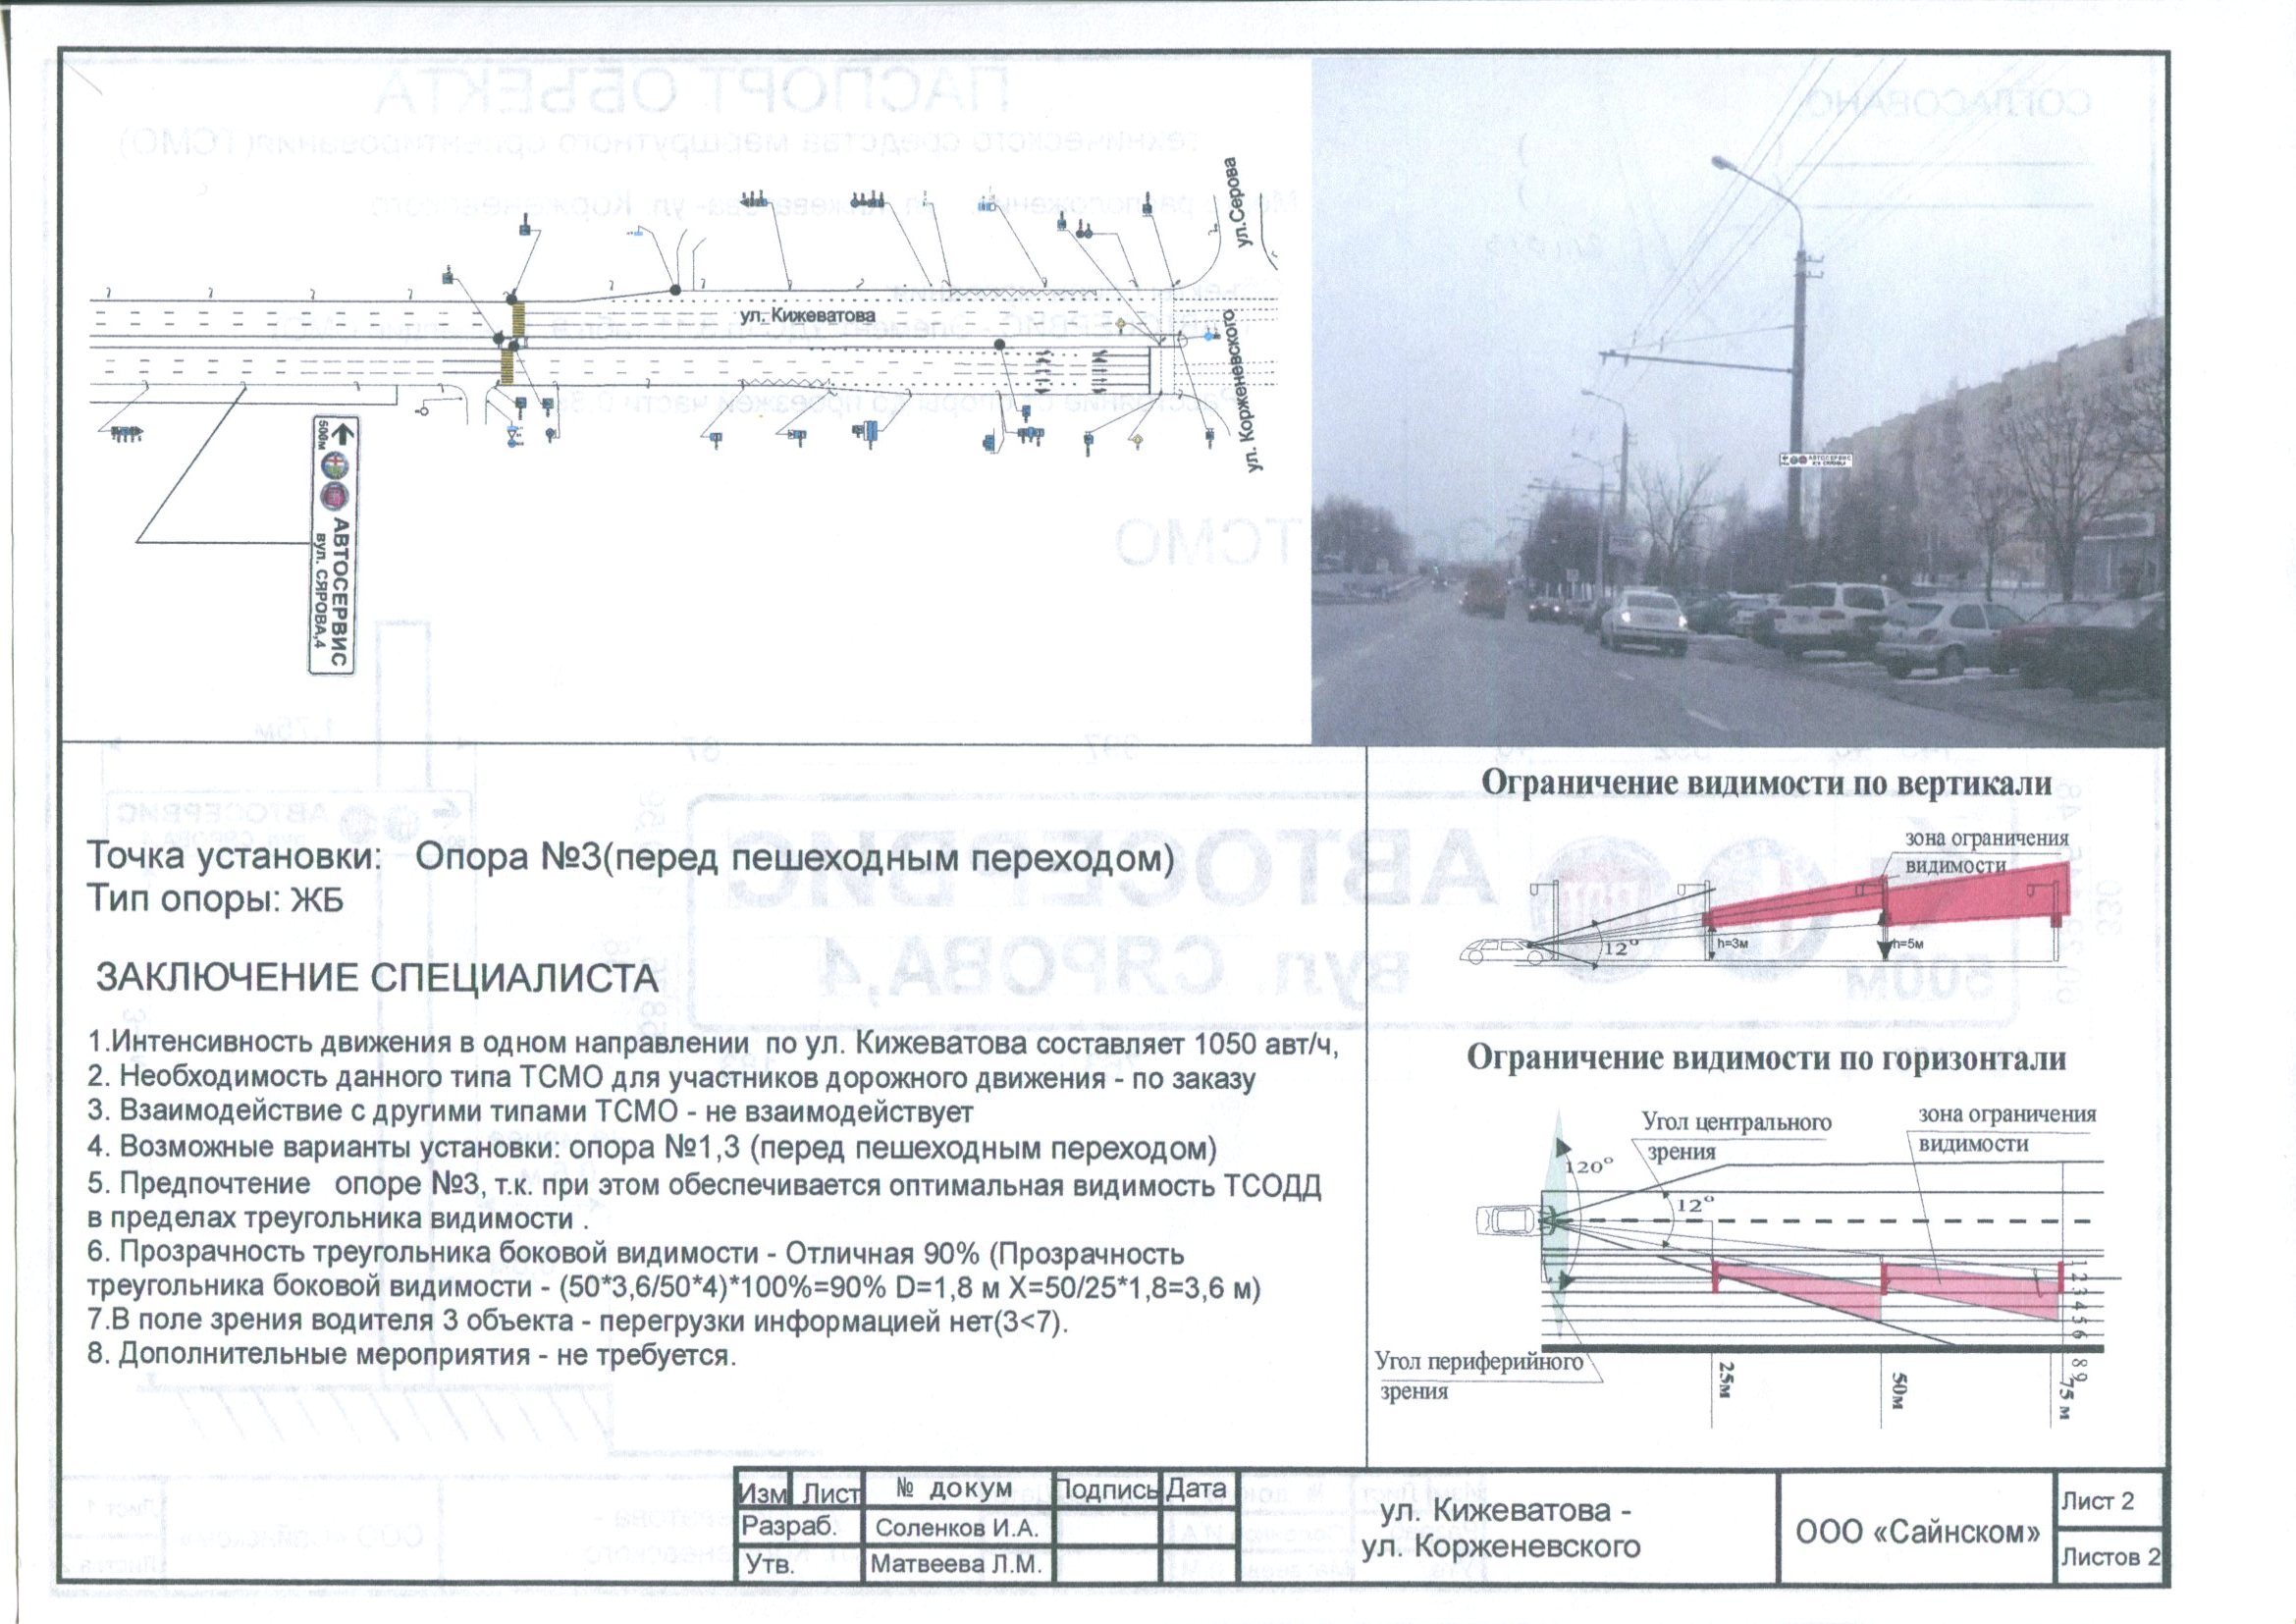 ул.Серова
ул. Кижеватова
ул. Корженевского
500м
АВТОСЕРВИС
вул. СЯРОВА,4
АВТОСЕРВИС
Точка установки: Опора №3(перед пешеходным переходом)
Тип опоры: ЖБ
ЗАКЛЮЧЕНИЕ СПЕЦИАЛИСТА
1.Интенсивность движения в одном направлении по ул. Кижеватова составляет 1050 авт/ч,
2. Необходимость данного типа ТСМО для участников дорожного движения - по заказу
3. Взаимодействие с другими типами ТСМО - не взаимодействует
4. Возможные варианты установки: опора №1,3 (перед пешеходным переходом)
5. Предпочтение опоре №3, т.к. при этом обеспечивается оптимальная видимость ТСОДД
в пределах треугольника видимости .
6. Прозрачность треугольника боковой видимости - Отличная 90% (Прозрачность
треугольника боковой видимости - (50*3,6/50*4)*100%=90% D=1,8 м X=50/25*1,8=3,6 м)
7.В поле зрения водителя 3 объекта - перегрузки информацией нет(3<7).
8. Дополнительные мероприятия - не требуется.
Ограничение видимости по вертикали
зона ограничения
видимости
12°
h=3м
h=5м
Ограничение видимости по горизонтали
Угол центрального
зрения
зона ограничения
видимости
120°
12°
1 2 3 4 5 6 8 9
Угол периферийного
зрения
25м
50м
75 м
Изм Лист № докум Подпись Дата
Разраб. Соленков И.А.
Утв. Матвеева Л.М.
ул. Кижеватова -
ул. Корженевского
ООО «Сайнском»
Лист 2
Листов 2